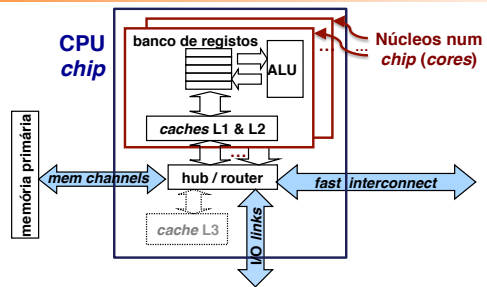 CPU
chip
banco de registos
ALU
... ...
Núcleos num
chip (cores)
caches L1 & L2
...
memória primária
mem channels
hub / router
fast interconnect
cache L3
I/O links